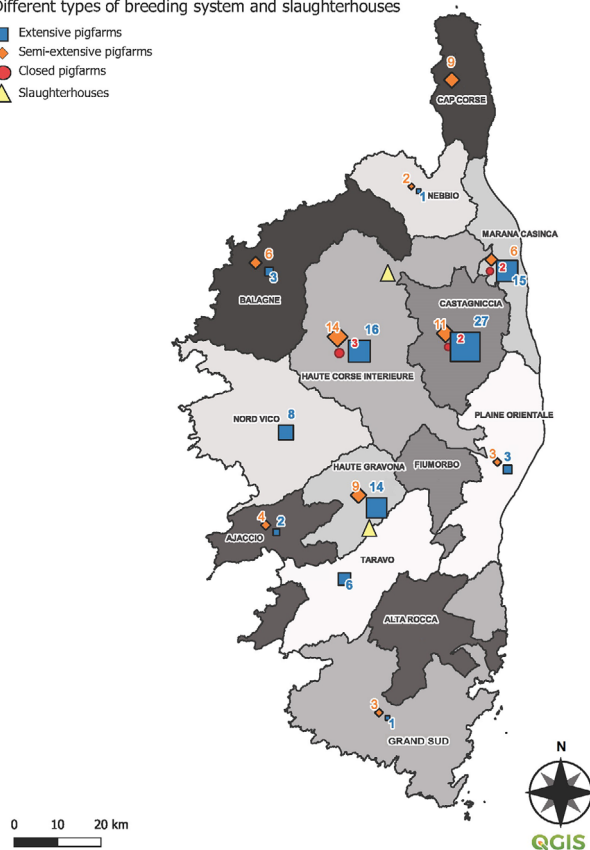 Different types of breeding system and slaughterhouses
Extensive pigfarms
Semi-extensive pigfarms
Closed pigfarms
Slaughterhouses
9
CAP CORSE
2
1
NEBBIO
MARANA CASINCA
6
2
15
6
3
BALAGNE
CASTAGNICCIA
11
27
2
14
16
3
HAUTE CORSE INTERIEURE
PLAINE ORIENTALE
NORD VICO
8
3
3
HAUTE GRAVONA
FIUMORBO
9
14
4
2
AJACCIO
TARAVO
6
ALTA ROCCA
3
1
GRAND SUD
N
0 10 20 km
QGIS